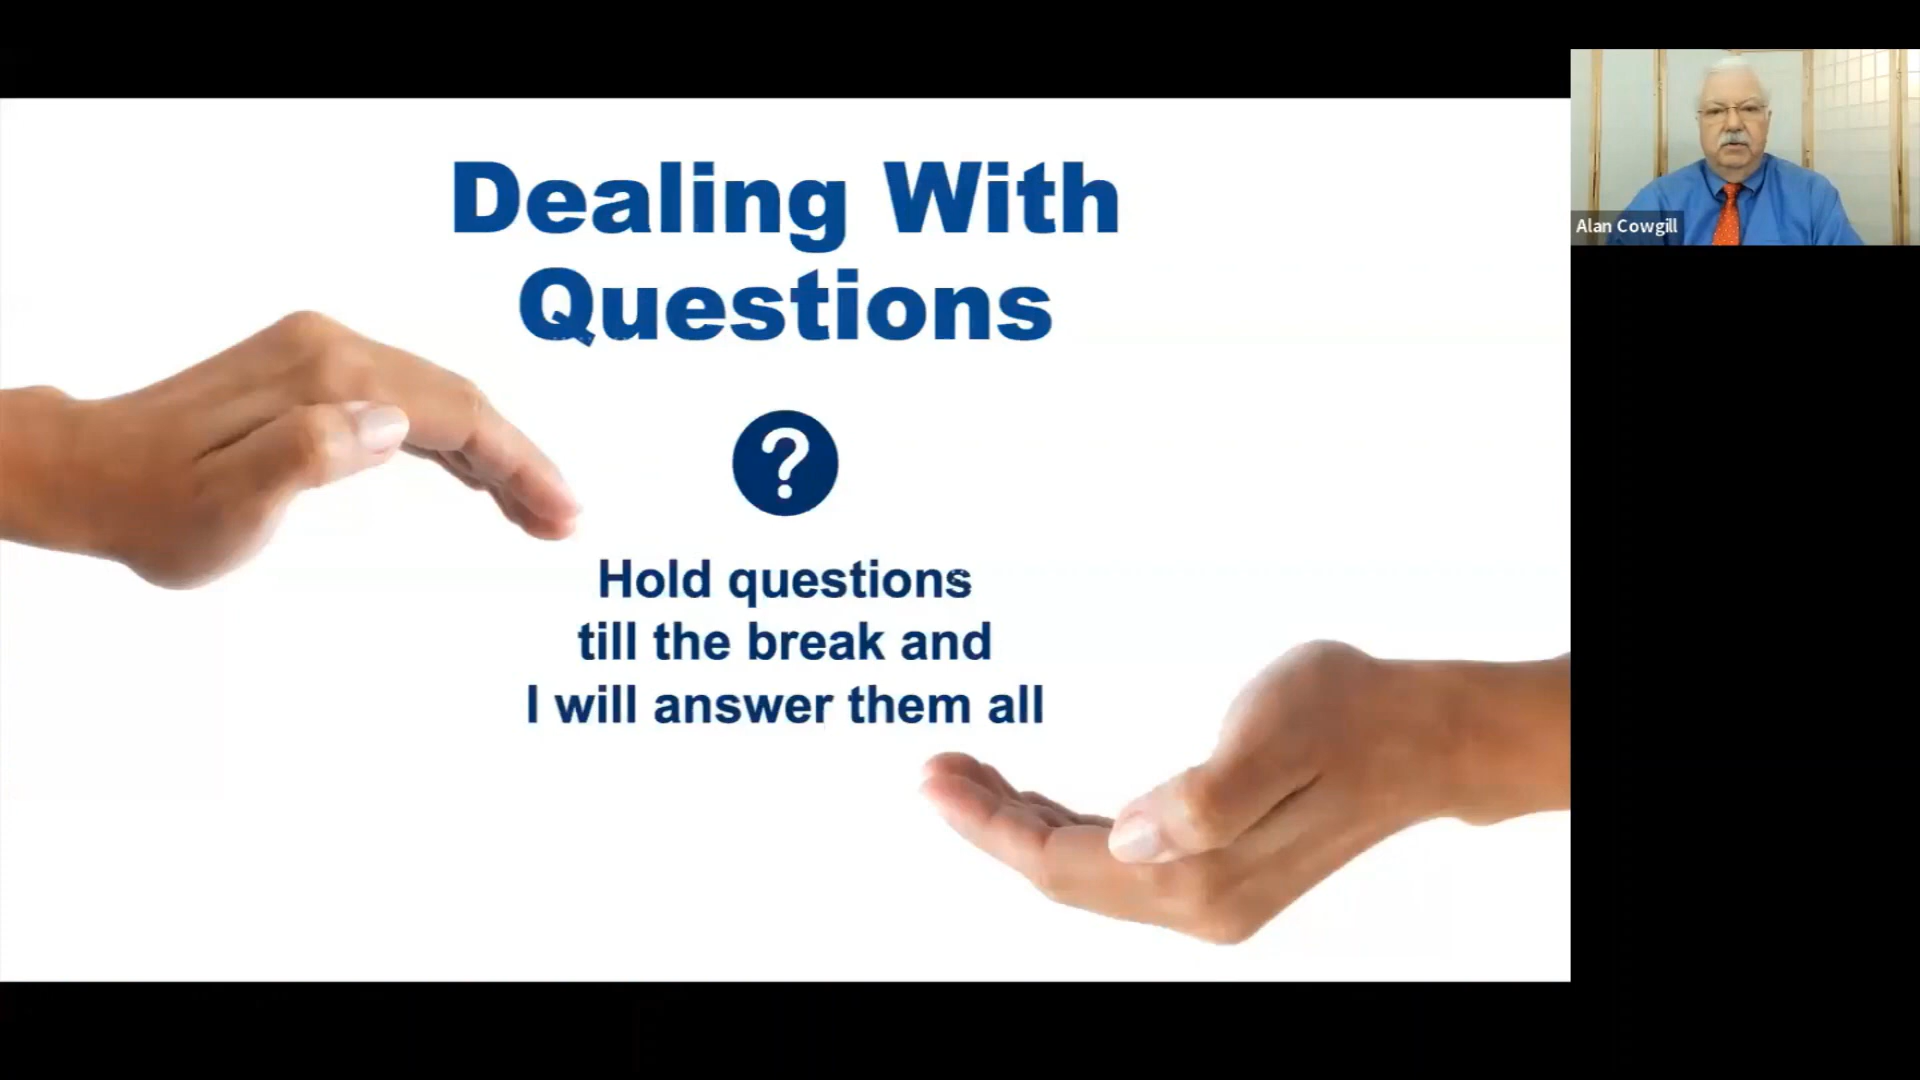 Dealing With
Questions
?
Hold questions
till the break and
I will answer them all
Alan Cowgill